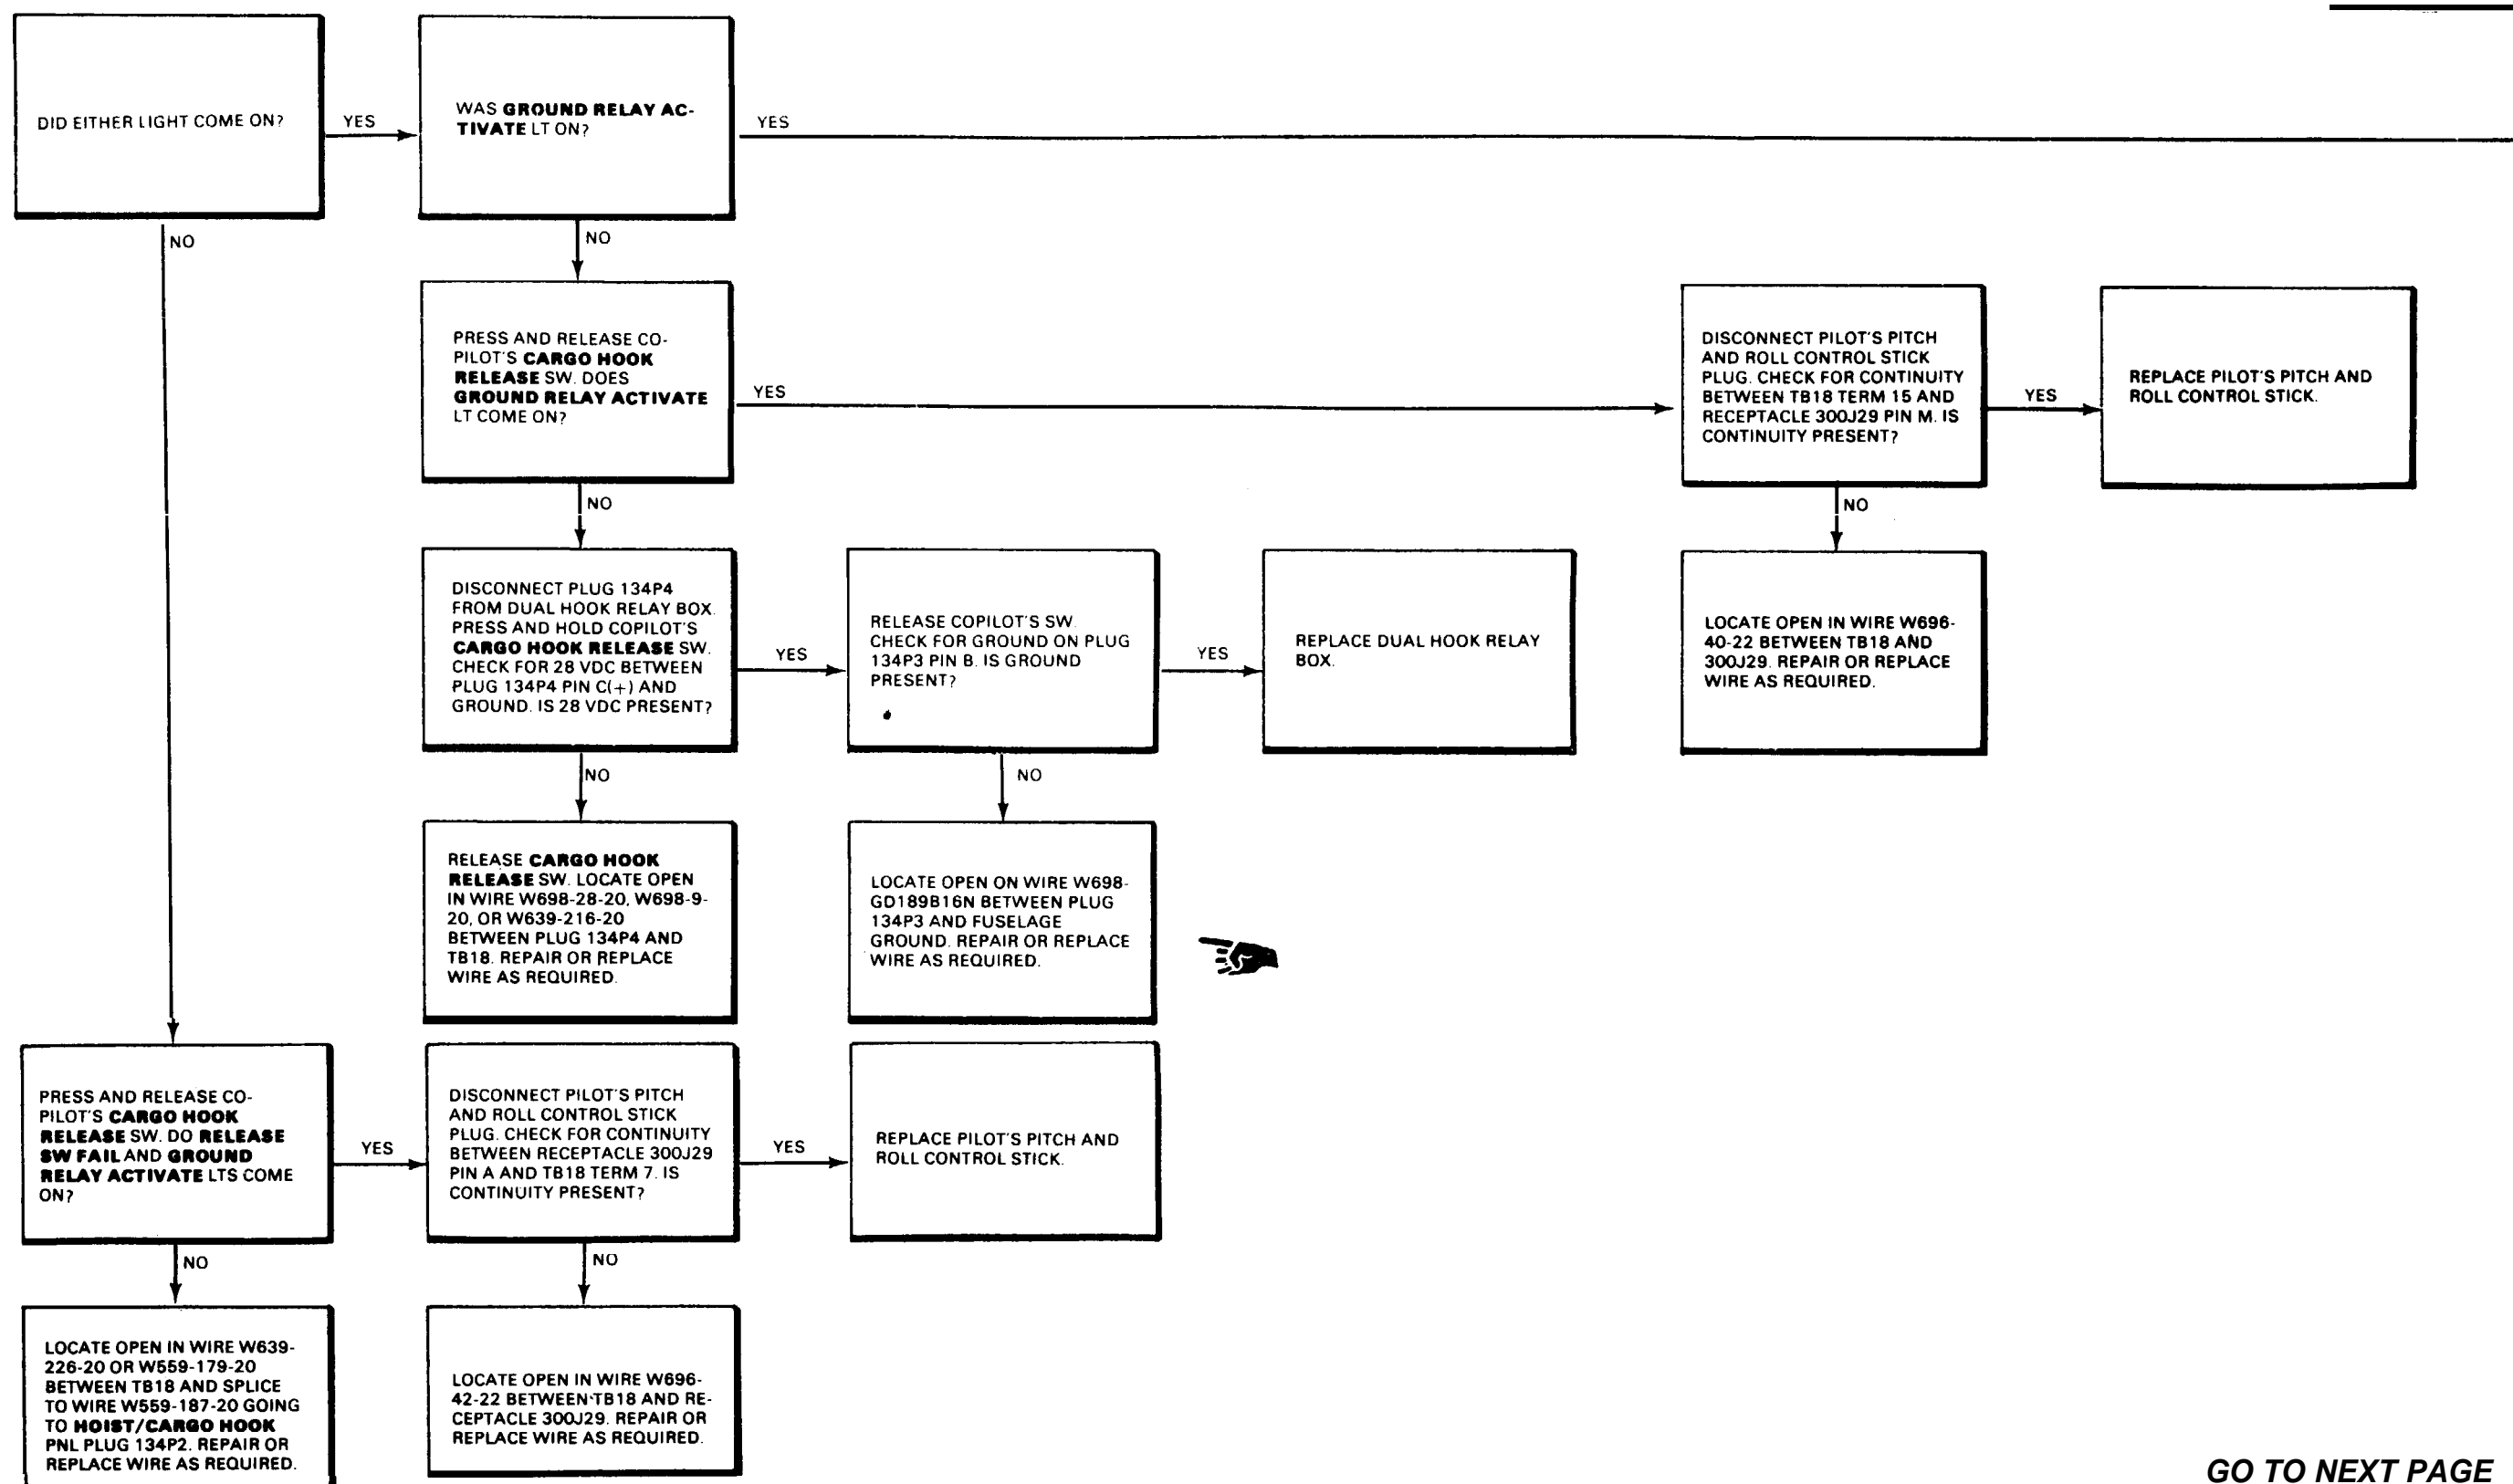 DID EITHER LIGHT COME ON?
YES
WAS GROUND RELAY AC-
TIVATE LT ON?
YES
NO
NO
PRESS AND RELEASE CO-
PILOT'S CARGO HOOK
RELEASE SW. DOES
GROUND RELAY ACTIVATE
LT COME ON?
YES
DISCONNECT PILOT'S PITCH
AND ROLL CONTROL STICK
PLUG. CHECK FOR CONTINUITY
BETWEEN TB18 TERM 15 AND
RECEPTACLE 300J29 PIN M. IS
CONTINUITY PRESENT?
YES
REPLACE PILOT'S PITCH AND
ROLL CONTROL STICK.
NO
NO
DISCONNECT PLUG 134P4
FROM DUAL HOOK RELAY BOX.
PRESS AND HOLD COPILOT'S
CARGO HOOK RELEASE SW.
CHECK FOR 28 VDC BETWEEN
PLUG 134P4 PIN C(+) AND
GROUND. IS 28 VDC PRESENT?
YES
RELEASE COPILOT'S SW.
CHECK FOR GROUND ON PLUG
134P3 PIN B. IS GROUND
PRESENT?
YES
REPLACE DUAL HOOK RELAY
BOX.
LOCATE OPEN IN WIRE W696-
40-22 BETWEEN TB18 AND
300J29. REPAIR OR REPLACE
WIRE AS REQUIRED.
NO
NO
RELEASE CARGO HOOK
RELEASE SW. LOCATE OPEN
IN WIRE W698-28-20, W698-9-
20, OR W639-216-20
BETWEEN PLUG 134P4 AND
TB18. REPAIR OR REPLACE
WIRE AS REQUIRED.
LOCATE OPEN ON WIRE W698-
GD189B16N BETWEEN PLUG
134P3 AND FUSELAGE
GROUND. REPAIR OR REPLACE
WIRE AS REQUIRED.
PRESS AND RELEASE CO-
PILOT'S CARGO HOOK
RELEASE SW. DO RELEASE
SW FAIL AND GROUND
RELAY ACTIVATE LTS COME
ON?
YES
DISCONNECT PILOT'S PITCH
AND ROLL CONTROL STICK
PLUG. CHECK FOR CONTINUITY
BETWEEN RECEPTACLE 300J29
PIN A AND TB18 TERM 7. IS
CONTINUITY PRESENT?
YES
REPLACE PILOT'S PITCH AND
ROLL CONTROL STICK.
NO
NO
LOCATE OPEN IN WIRE W639-
226-20 OR W559-179-20
BETWEEN TB18 AND SPLICE
TO WIRE W559-187-20 GOING
TO HOIST/CARGO HOOK
PNL PLUG 134P2. REPAIR OR
REPLACE WIRE AS REQUIRED.
LOCATE OPEN IN WIRE W696-
42-22 BETWEEN TB18 AND RE-
CEPTACLE 300J29. REPAIR OR
REPLACE WIRE AS REQUIRED.
GO TO NEXT PAGE